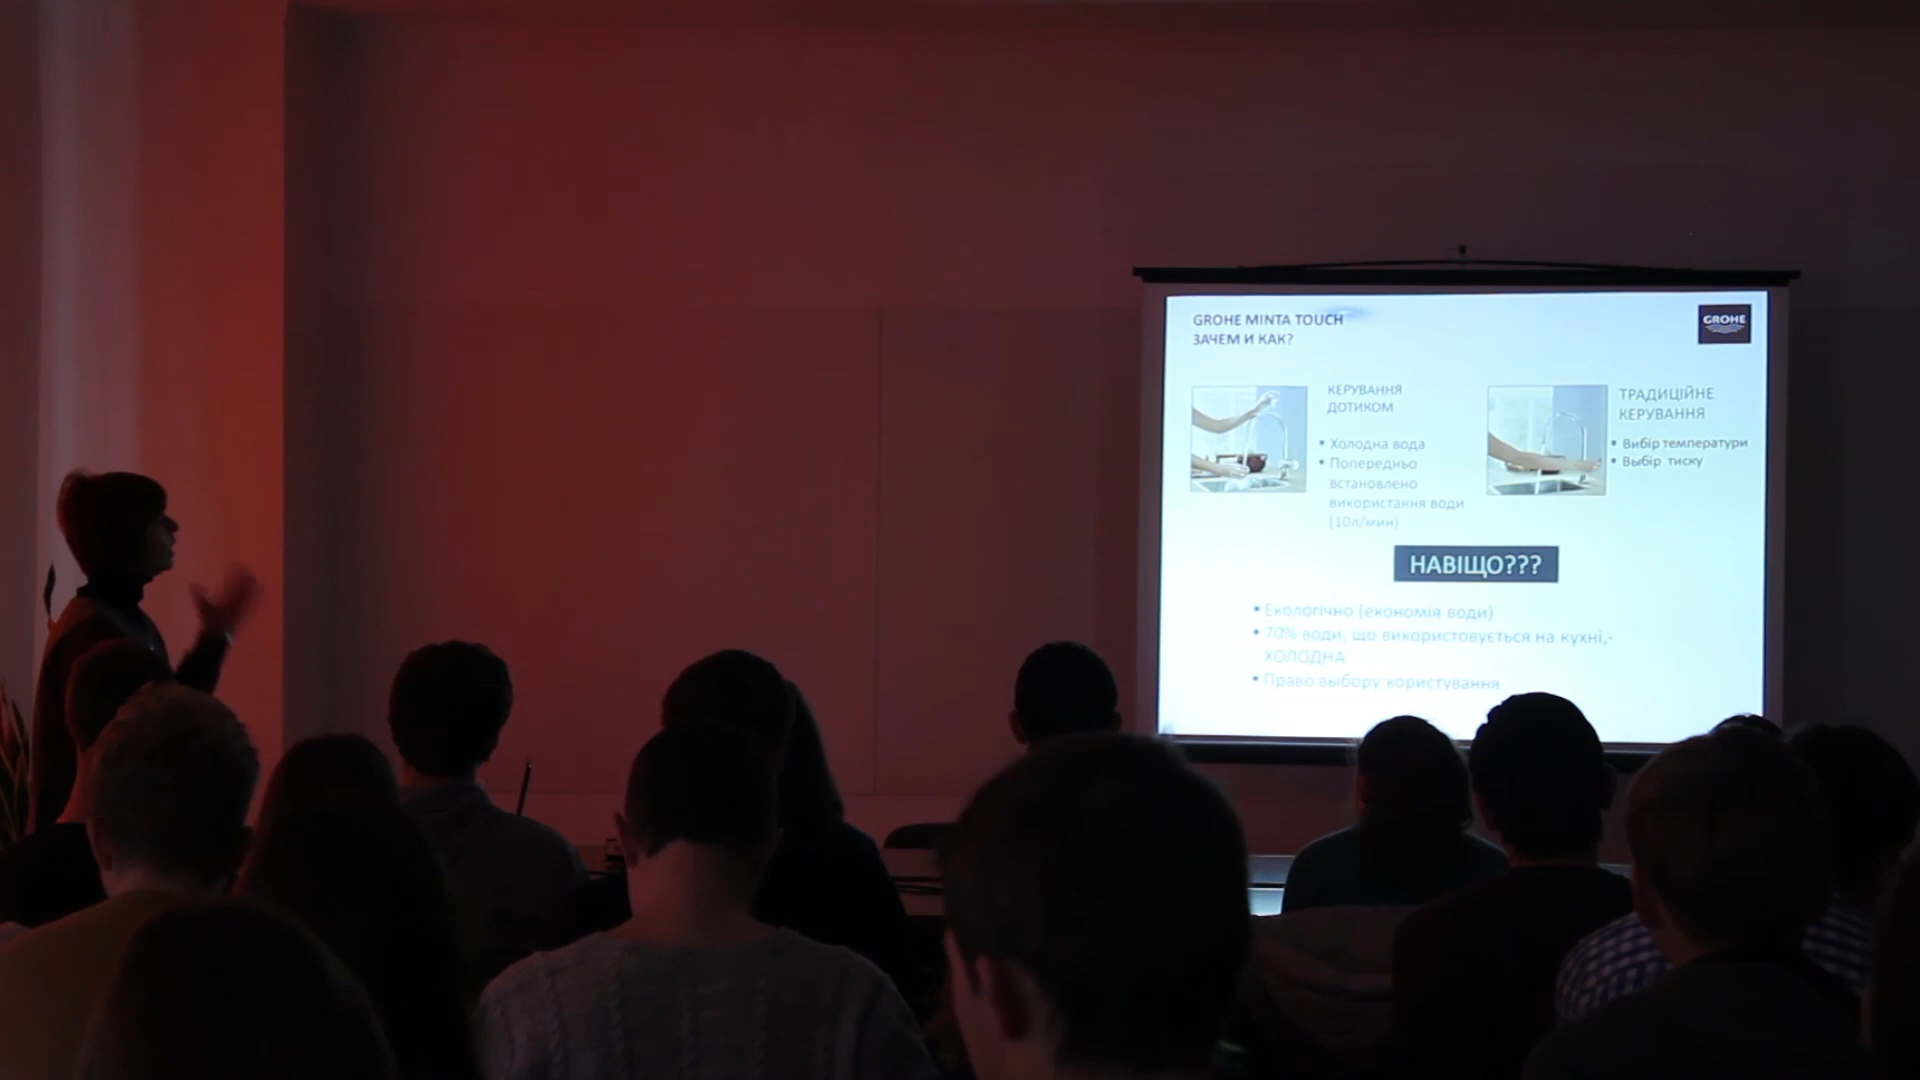 GROHE MINTA TOUCH
ЗАЧЕМ И КАК?
GROHE
КЕРУВАННЯ
ДОТИКОМ
▪ Холодна вода
▪ Попередньо
встановлено
використання води
(10л/мин)
ТРАДИЦІЙНЕ
КЕРУВАННЯ
▪ Вибір температури
▪ Выбір тиску
НАВІЩО???
▪ Екологічно (економія води)
▪ 70% води, що використовується на кухні,-
ХОЛОДНА
▪ Право выбору користування